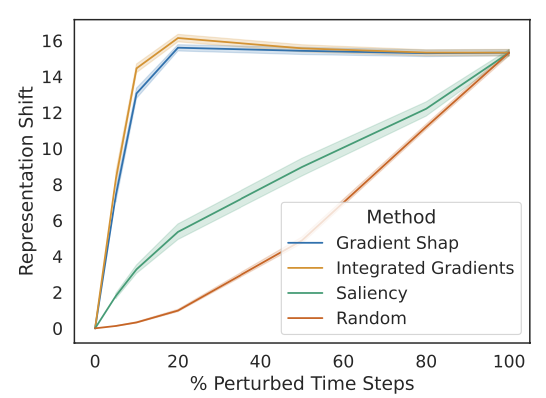 Representation Shift
16
14
12
10
8
6
4
2
0
Method
Gradient Shap
Integrated Gradients
Saliency
Random
0 20 40 60 80 100
% Perturbed Time Steps